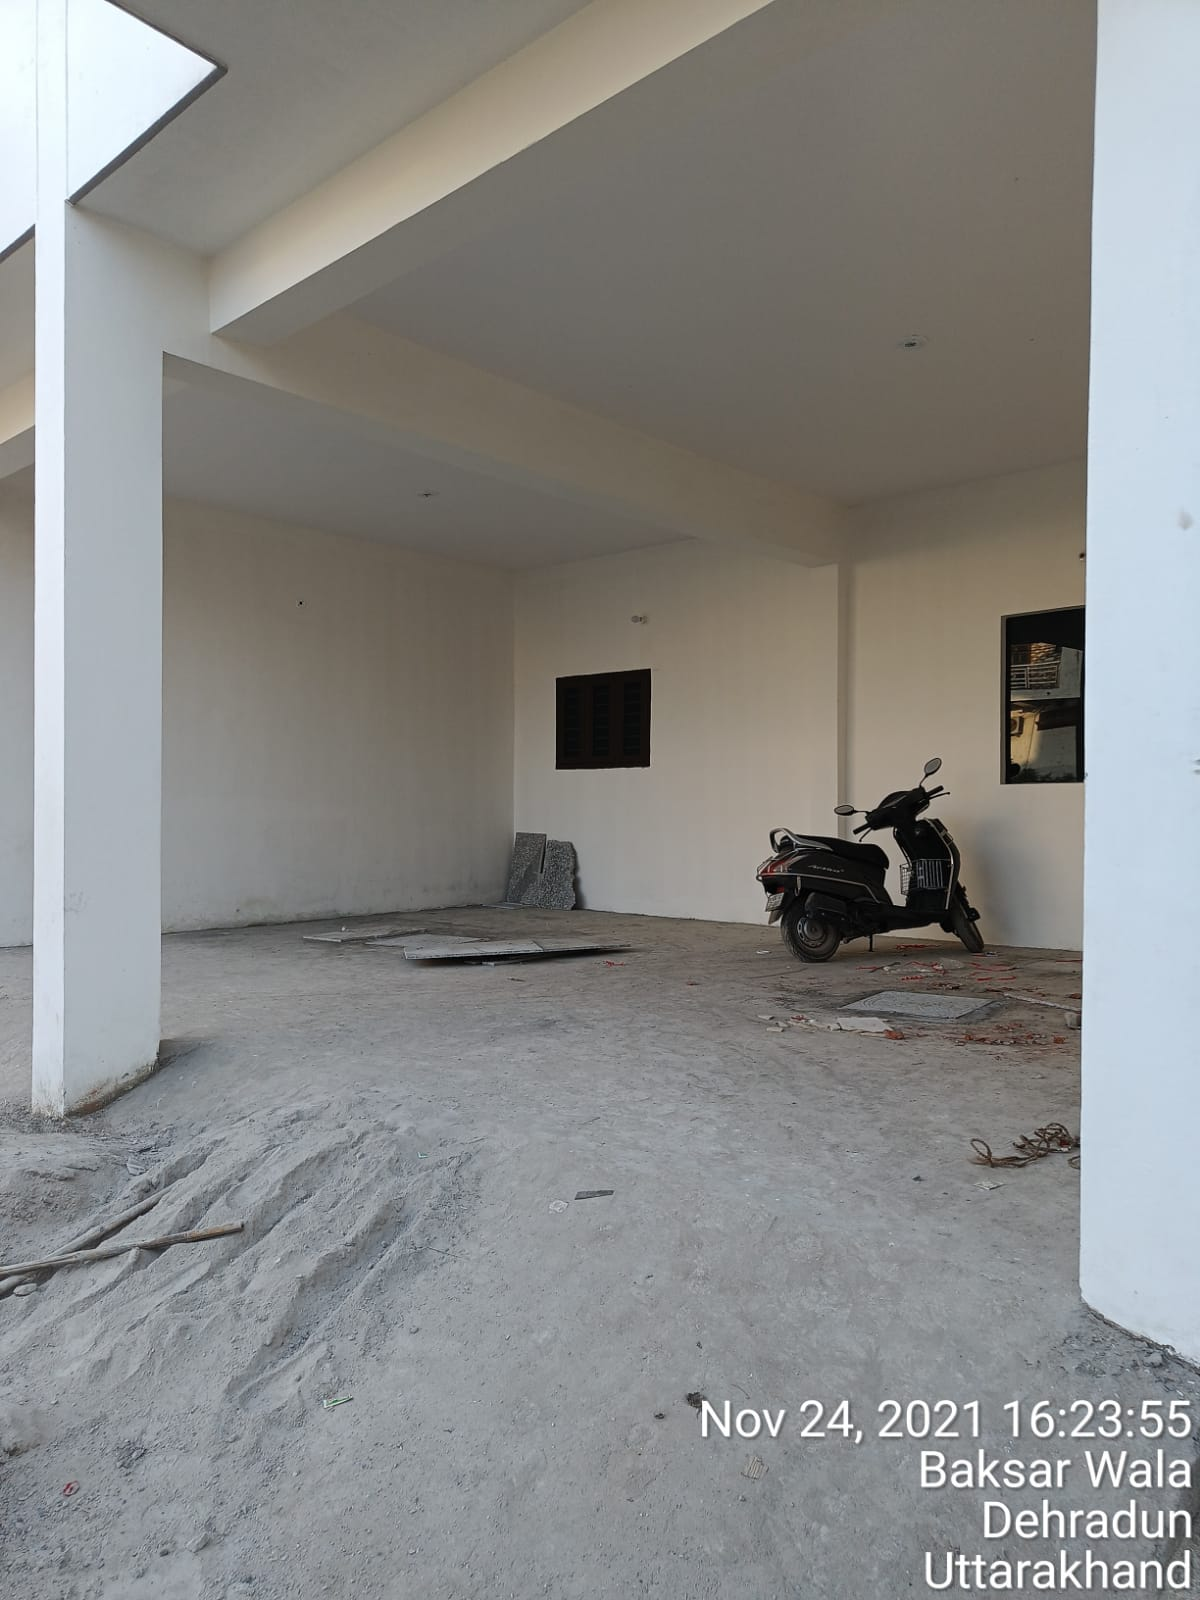 Nov 24, 2021 16:23:55
Baksar Wala
Dehradun
Uttarakhand